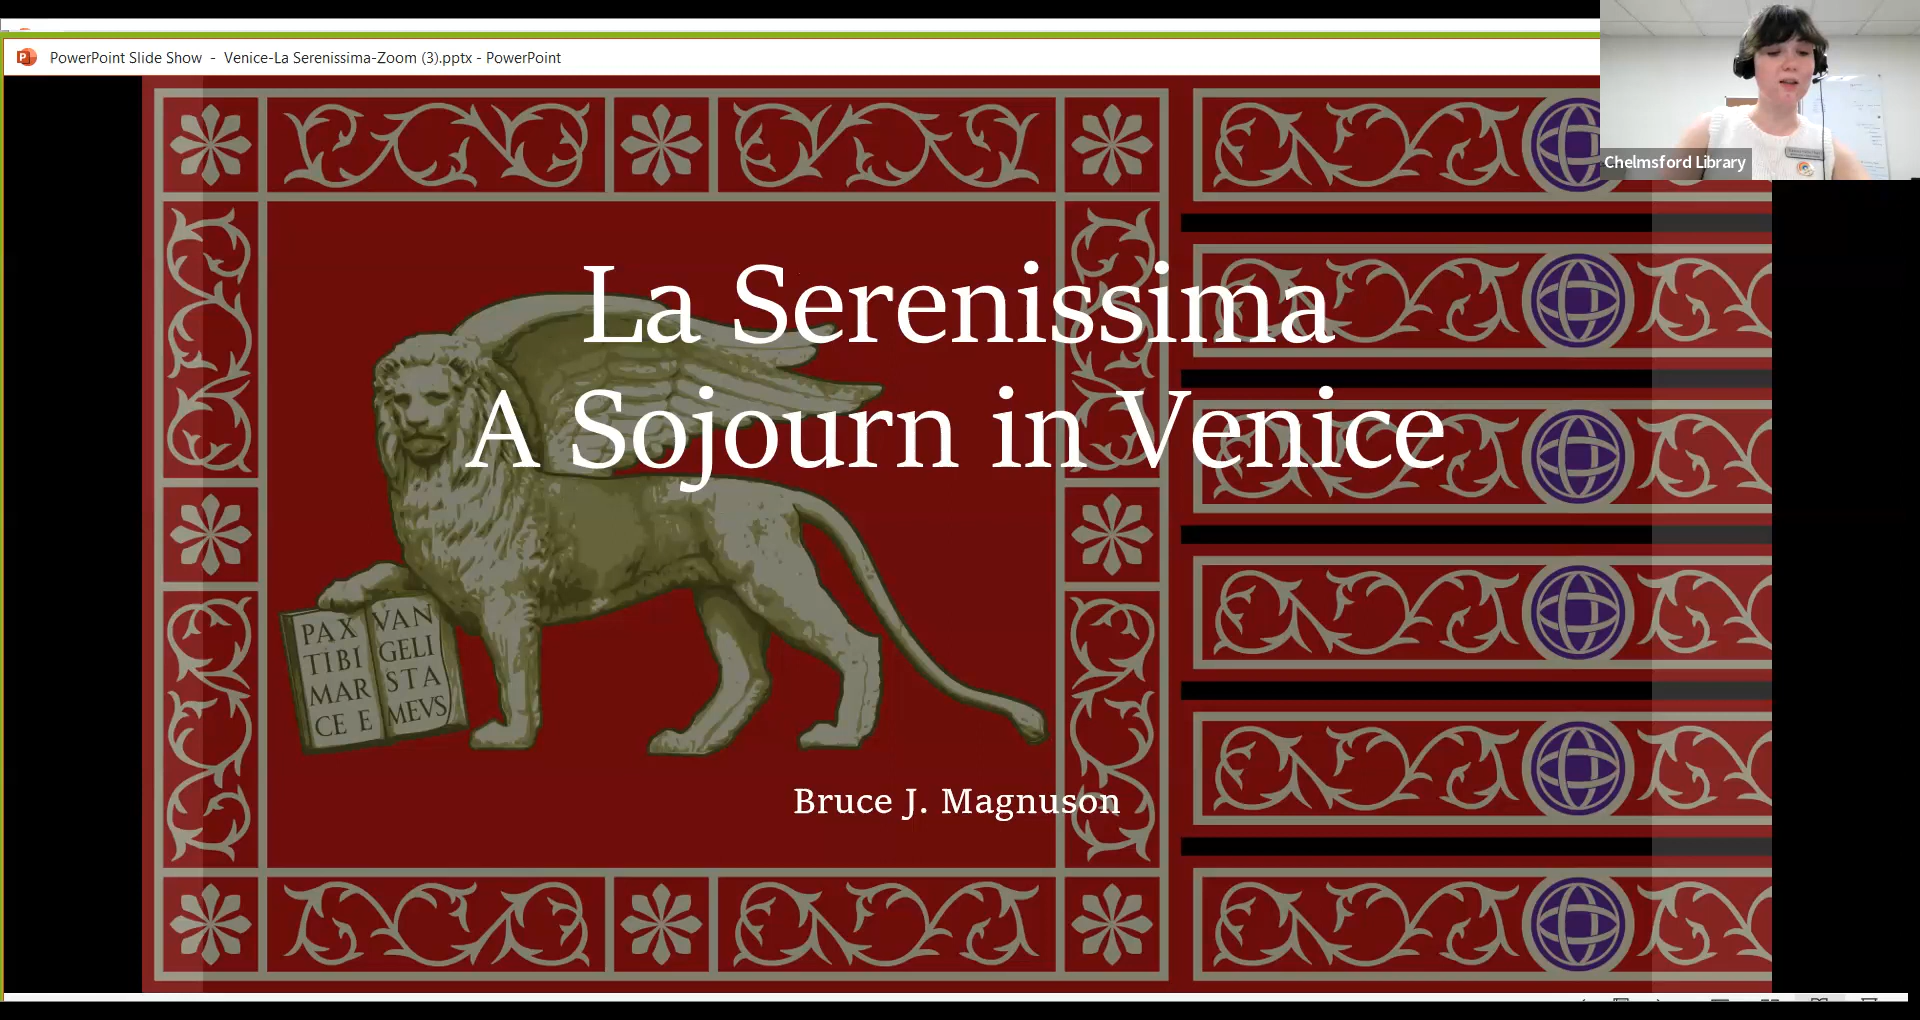 PowerPoint Slide Show - Venice-La Serenissima-Zoom (3).pptx - PowerPoint
Chelmsford Library
La Serenissima
A Sojourn in Venice
PAX
TIBI
MAR
CE E
VAN
GELI
STA
MEVS
Bruce J. Magnuson